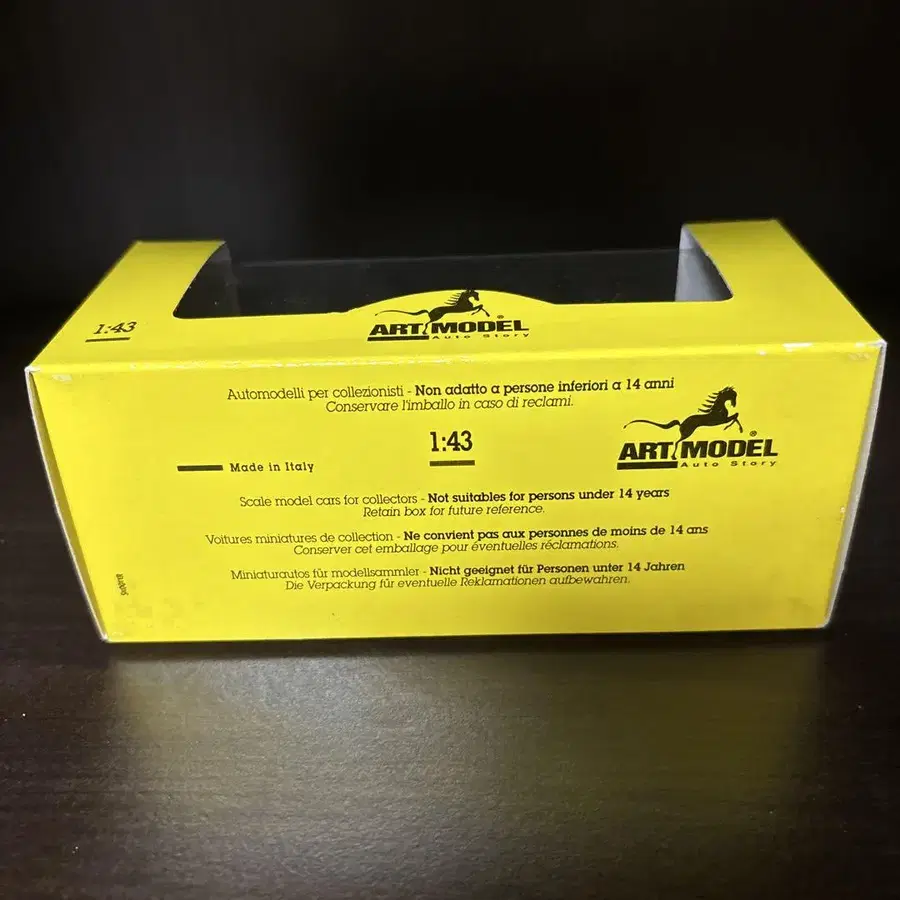 1:43
ART MODEL ®
Auto Story
Automodelli per collezionisti - Non adatto a persone inferiori a 14 anni
Conservare l'imballo in caso di reclami.
1:43
ART MODEL ®
Auto Story
Made in Italy
Scale model cars for collectors - Not suitables for persons under 14 years
Retain box for future reference.
Voitures miniatures de collection - Ne convient pas aux personnes de moins de 14 ans
Conserver cet emballage pour éventuelles réclamations.
Miniaturautos für modellsammler - Nicht geeignet für Personen unter 14 Jahren
Die Verpackung für eventuelle Reklamationen aufbewahren.